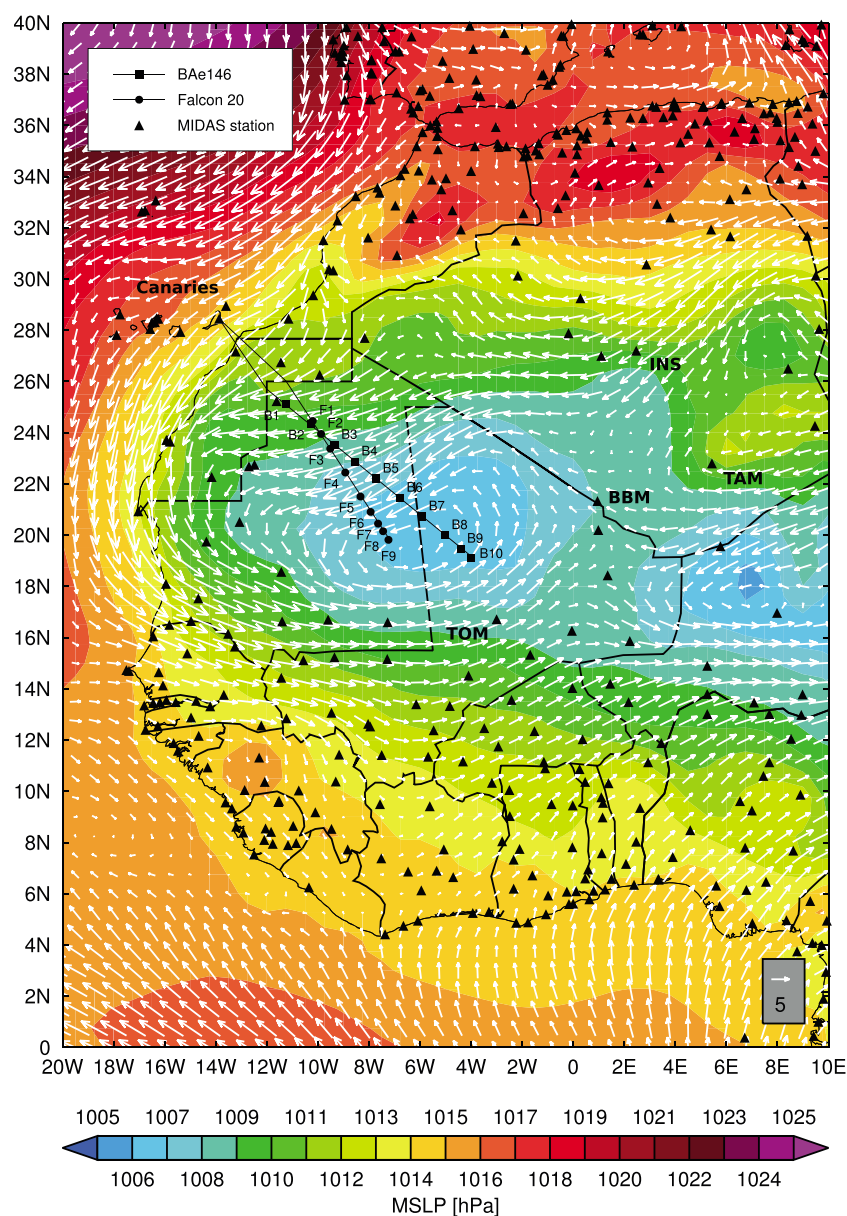 40N
38N
36N
34N
32N
30N
28N
26N
24N
22N
20N
18N
16N
14N
12N
10N
8N
6N
4N
2N
0
BAe146
Falcon 20
MIDAS station
Canaries
INS
TAM
BBM
TOM
B1
F1
F2
B2
B3
F3
B4
F4
B5
B6
F5
B7
F6
B8
F7
B9
F8
B10
F9
5
20W 18W 16W 14W 12W 10W 8W 6W 4W 2W 0 2E 4E 6E 8E 10E
1005 1007 1009 1011 1013 1015 1017 1019 1021 1023 1025
1006 1008 1010 1012 1014 1016 1018 1020 1022 1024
MSLP [hPa]